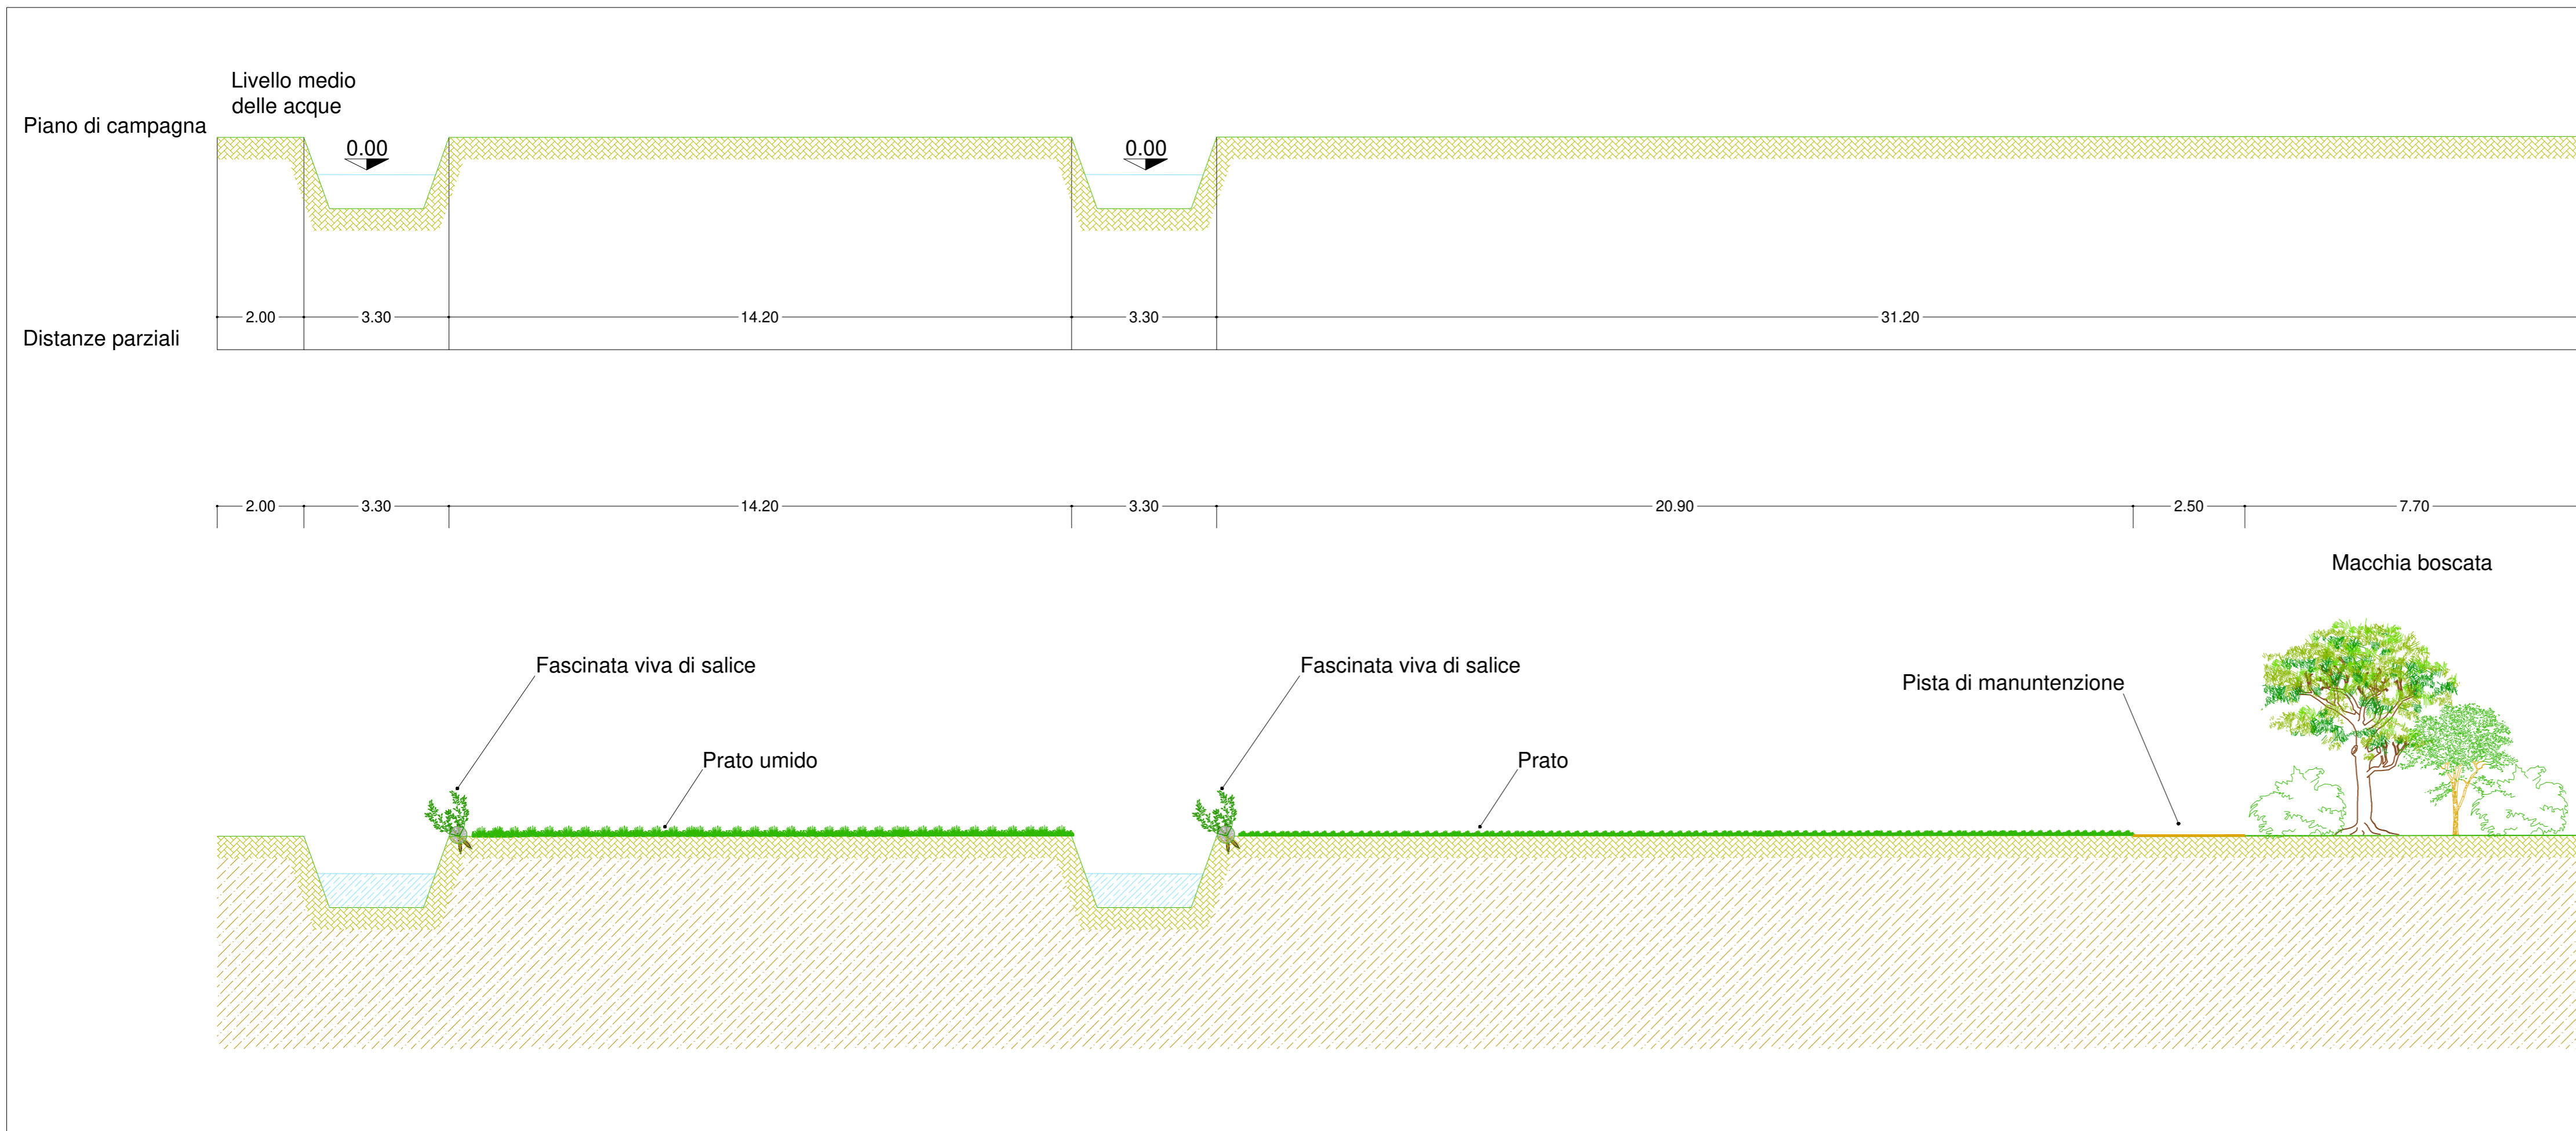 Livello medio
delle acque
Piano di campagna
0.00
0.00
2.00
3.30
14.20
3.30
31.20
Distanze parziali
2.00
3.30
14.20
3.30
20.90
2.50
7.70
Macchia boscata
Fascinata viva di salice
Fascinata viva di salice
Pista di manuntenzione
Prato umido
Prato